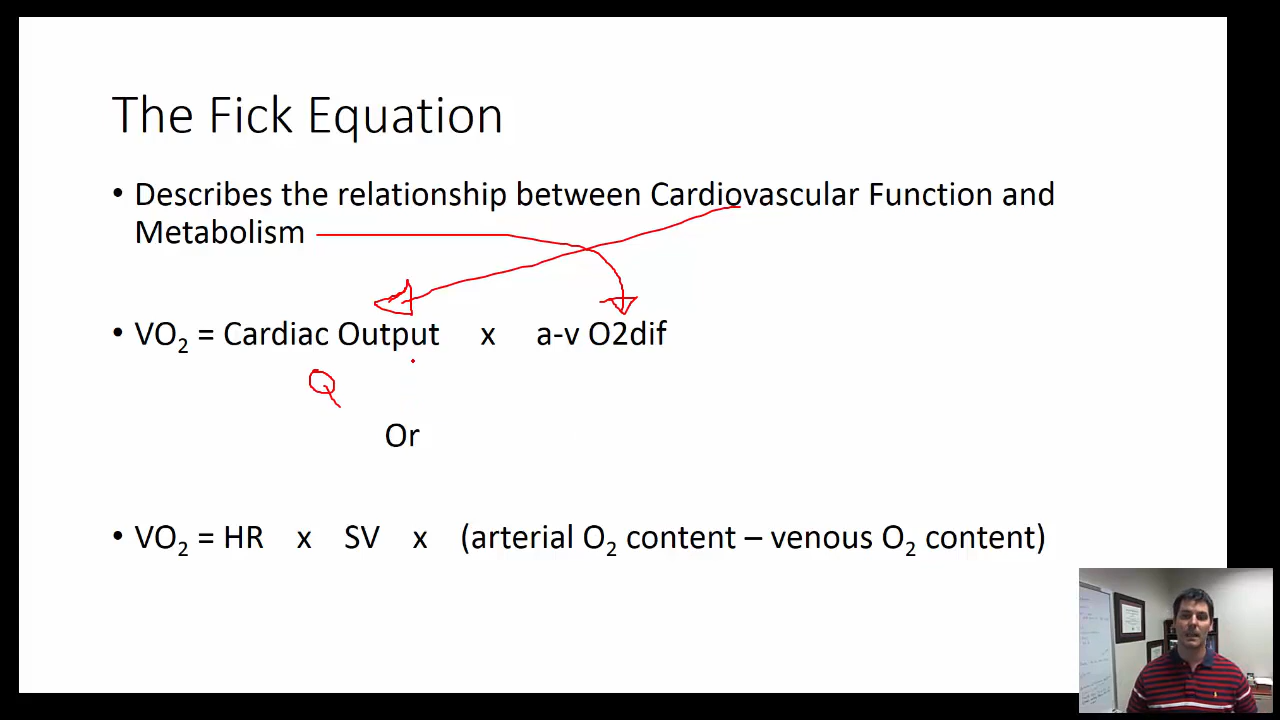 The Fick Equation
• Describes the relationship between Cardiovascular Function and
Metabolism
• VO₂ = Cardiac Output x a-v O2dif
Q
Or
• VO₂ = HR x SV x (arterial O₂ content – venous O₂ content)